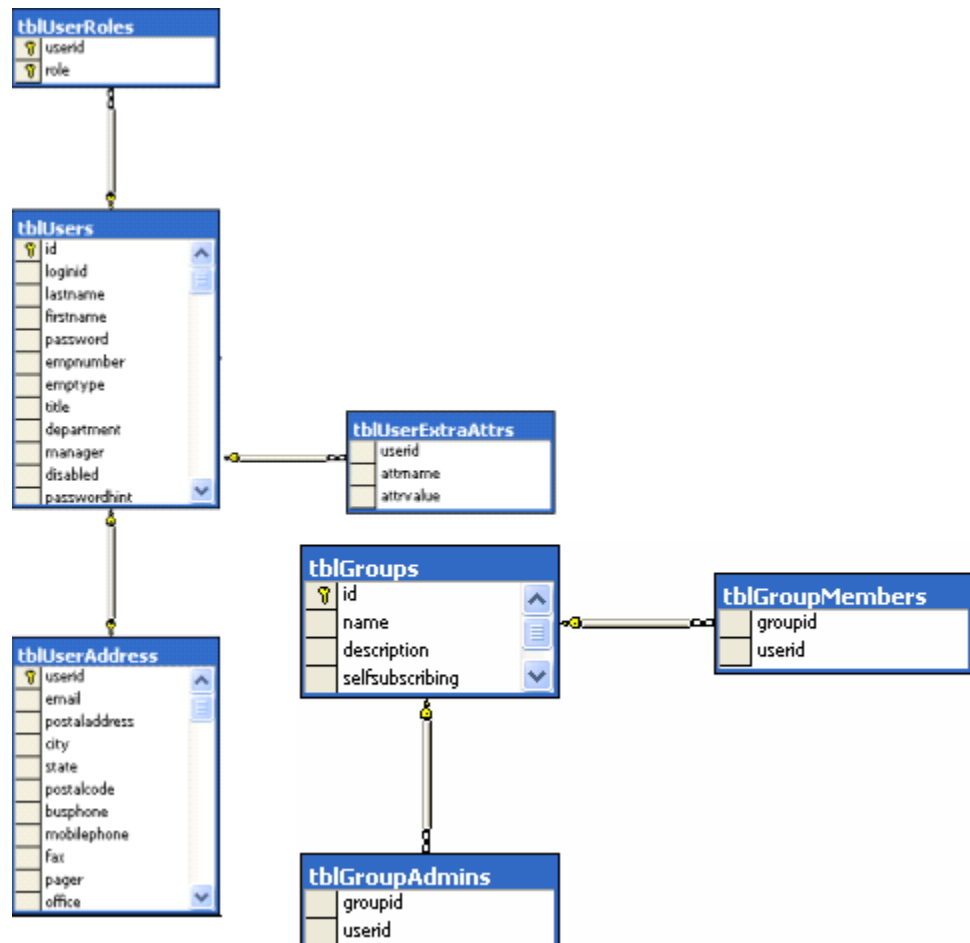 tblUserRoles
userid
role
tblUsers
id
loginid
lastname
firstname
password
empnumber
emptype
title
department
manager
disabled
passwordhint
tblUserExtraAttrs
userid
attrname
attrvalue
tblGroups
id
name
description
selfsubscribing
tblGroupMembers
groupid
userid
tblUserAddress
userid
email
postaladdress
city
state
postalcode
busphone
mobilephone
fax
pager
office
tblGroupAdmins
groupid
userid